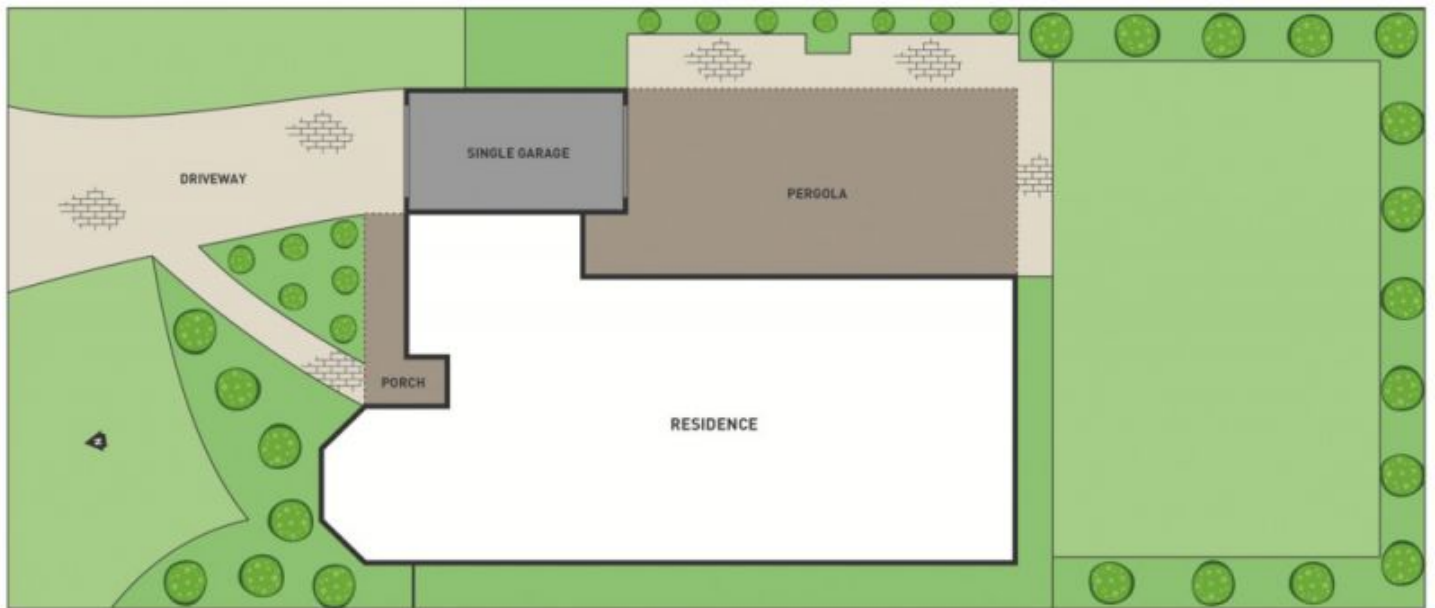 SINGLE GARAGE
DRIVEWAY
PERGOLA
PORCH
RESIDENCE
N